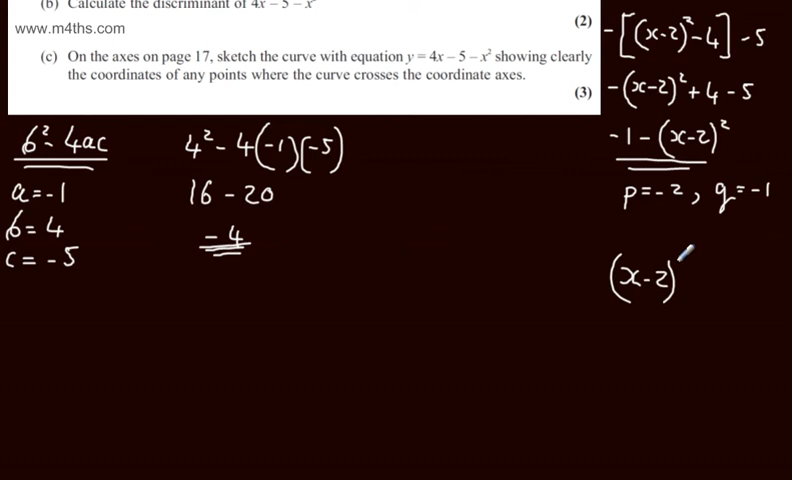 (b) Calculate the discriminant of 4x − 5 − x²
(2)
www.m4ths.com
(c) On the axes on page 17, sketch the curve with equation y = 4x − 5 − x² showing clearly
the coordinates of any points where the curve crosses the coordinate axes.
(3)
b² - 4ac
a = -1
b = 4
c = -5
4² - 4(-1)(-5)
16 - 20
-4
-[(x-2)² - 4] - 5
-(x-2)² + 4 - 5
-1 - (x-2)²
p = -2, q = -1
(x-2)